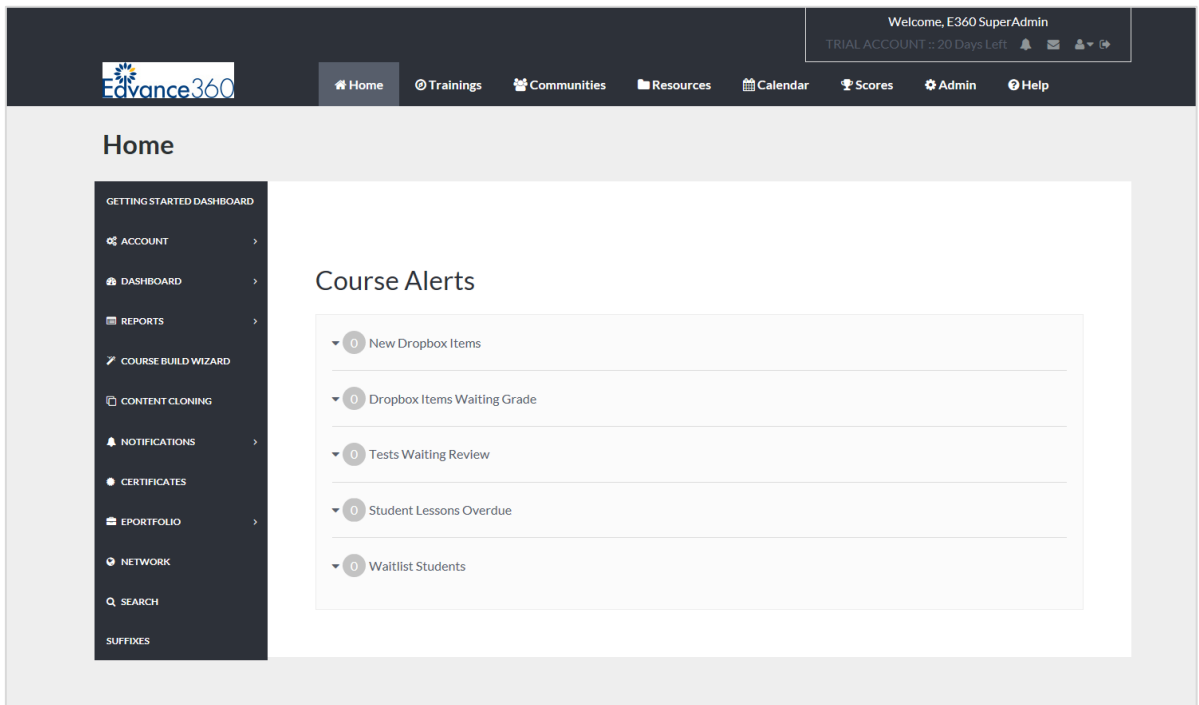 Welcome, E360 SuperAdmin
TRIAL ACCOUNT :: 20 Days Left
Edvance360
Home Trainings Communities Resources Calendar Scores Admin Help
Home
GETTING STARTED DASHBOARD
ACCOUNT
DASHBOARD
REPORTS
COURSE BUILD WIZARD
CONTENT CLONING
NOTIFICATIONS
CERTIFICATES
EPORTFOLIO
NETWORK
SEARCH
SUFFIXES
Course Alerts
0 New Dropbox Items
0 Dropbox Items Waiting Grade
0 Tests Waiting Review
0 Student Lessons Overdue
0 Waitlist Students